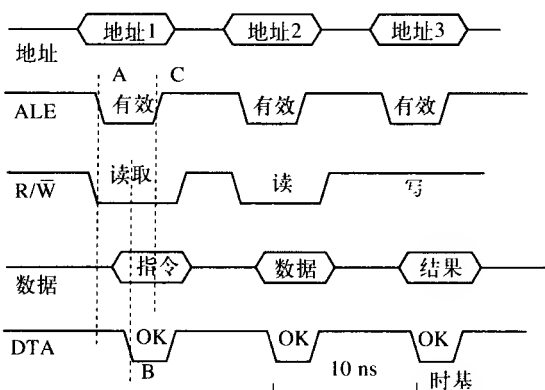 地址1 地址2 地址3
地址
A C
ALE 有效 有效 有效
读取 读 写
R/W̅
指令 数据 结果
数据
DTA OK OK OK
B 10 ns 时基